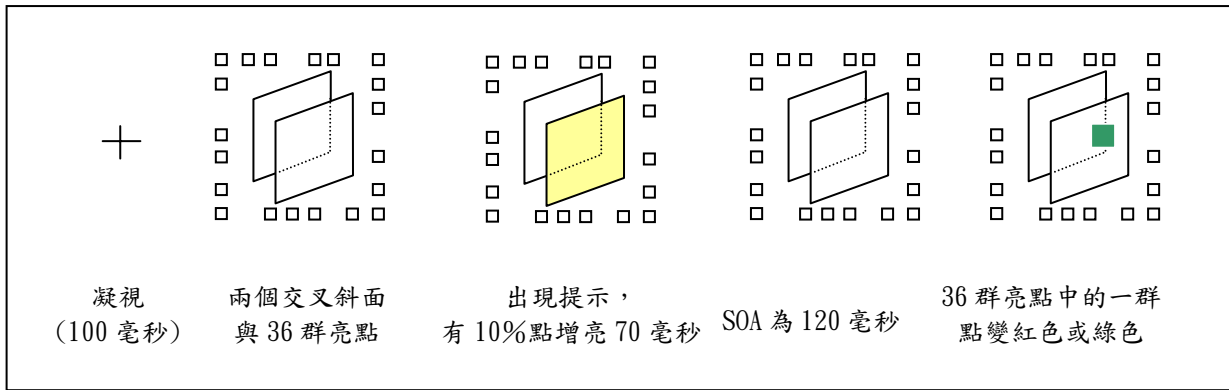 凝視
(100 毫秒)
兩個交叉斜面
與 36 群亮點
出現提示，
有 10%點增亮 70 毫秒
SOA 為 120 毫秒
36 群亮點中的一群
點變紅色或綠色